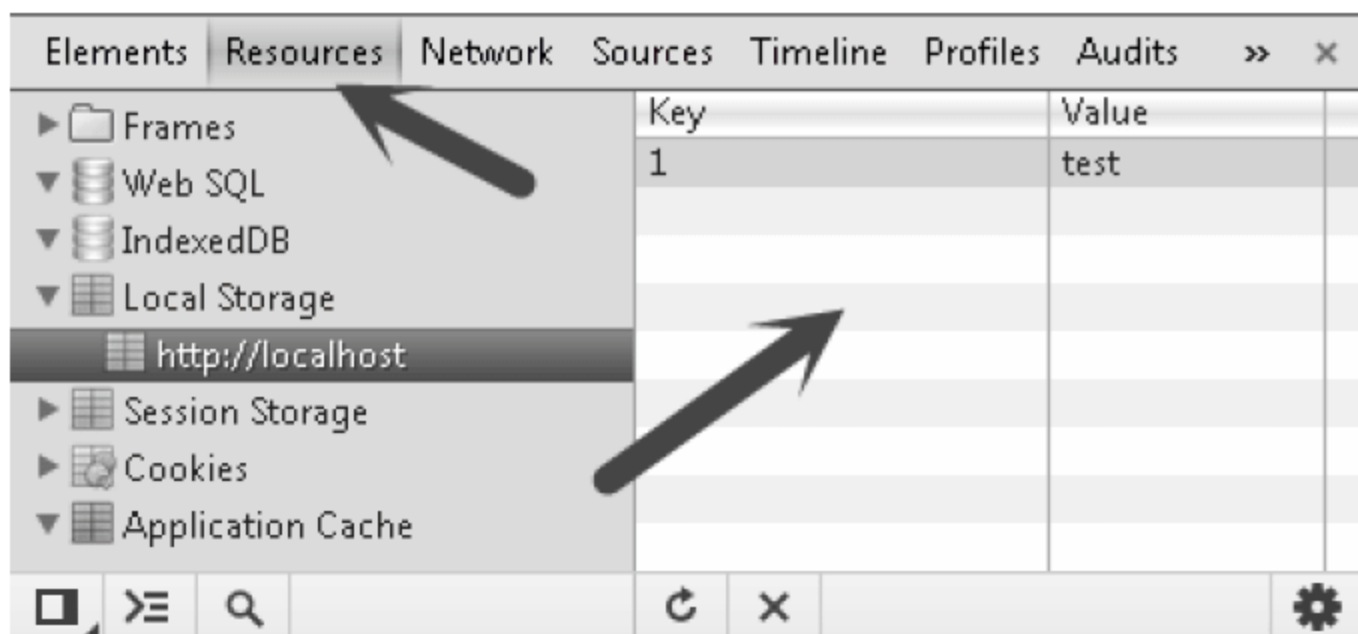 Elements Resources Network Sources Timeline Profiles Audits » ×
Frames
Web SQL
IndexedDB
Local Storage
http://localhost
Session Storage
Cookies
Application Cache
Key Value
1 test